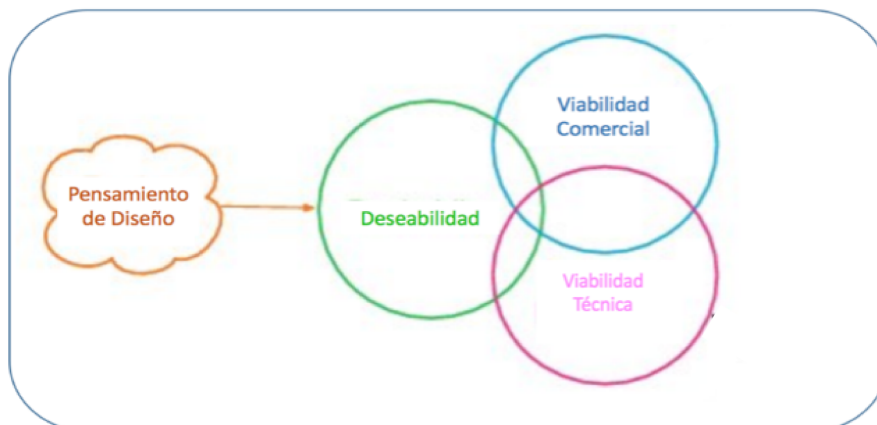 Pensamiento
de Diseño
Deseabilidad
Viabilidad
Comercial
Viabilidad
Técnica